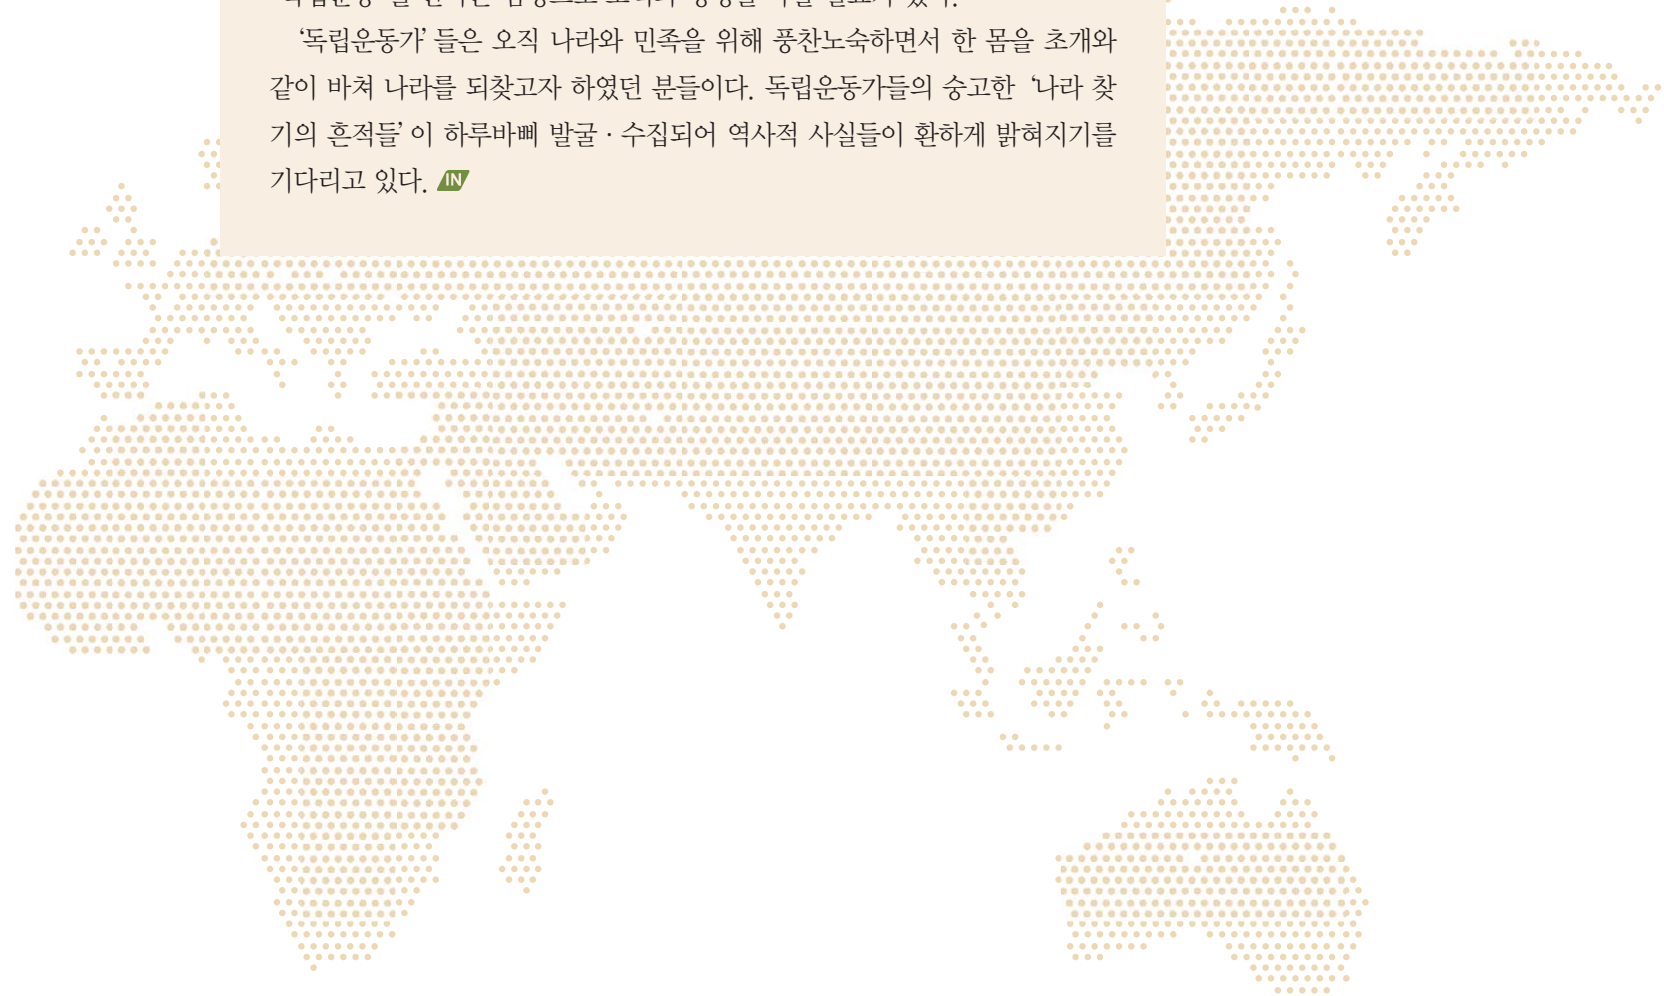 ‘독립운동가’ 들은 오직 나라와 민족을 위해 풍찬노숙하면서 한 몸을 초개와
같이 바쳐 나라를 되찾고자 하였던 분들이다. 독립운동가들의 숭고한 ‘나라 찾
기의 흔적들’ 이 하루바삐 발굴 · 수집되어 역사적 사실들이 환하게 밝혀지기를
기다리고 있다. IN